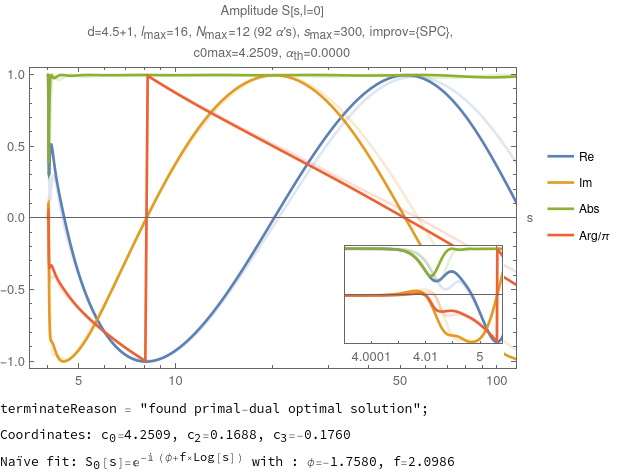 Amplitude S[s,l=0]
d=4.5+1, lmax=16, Nmax=12 (92 α's), smax=300, improv={SPC},
c0max=4.2509, αth=0.0000
1.0
0.5
0.0
−0.5
−1.0
5
10
50
100
s
4.0001
4.01
5
Re
Im
Abs
Arg/π
terminateReason = "found primal-dual optimal solution";
Coordinates: c0=4.2509, c2=0.1688, c3=-0.1760
Naïve fit: S0[s]=e^-i (ϕ+f×Log[s]) with : ϕ=-1.7580, f=2.0986